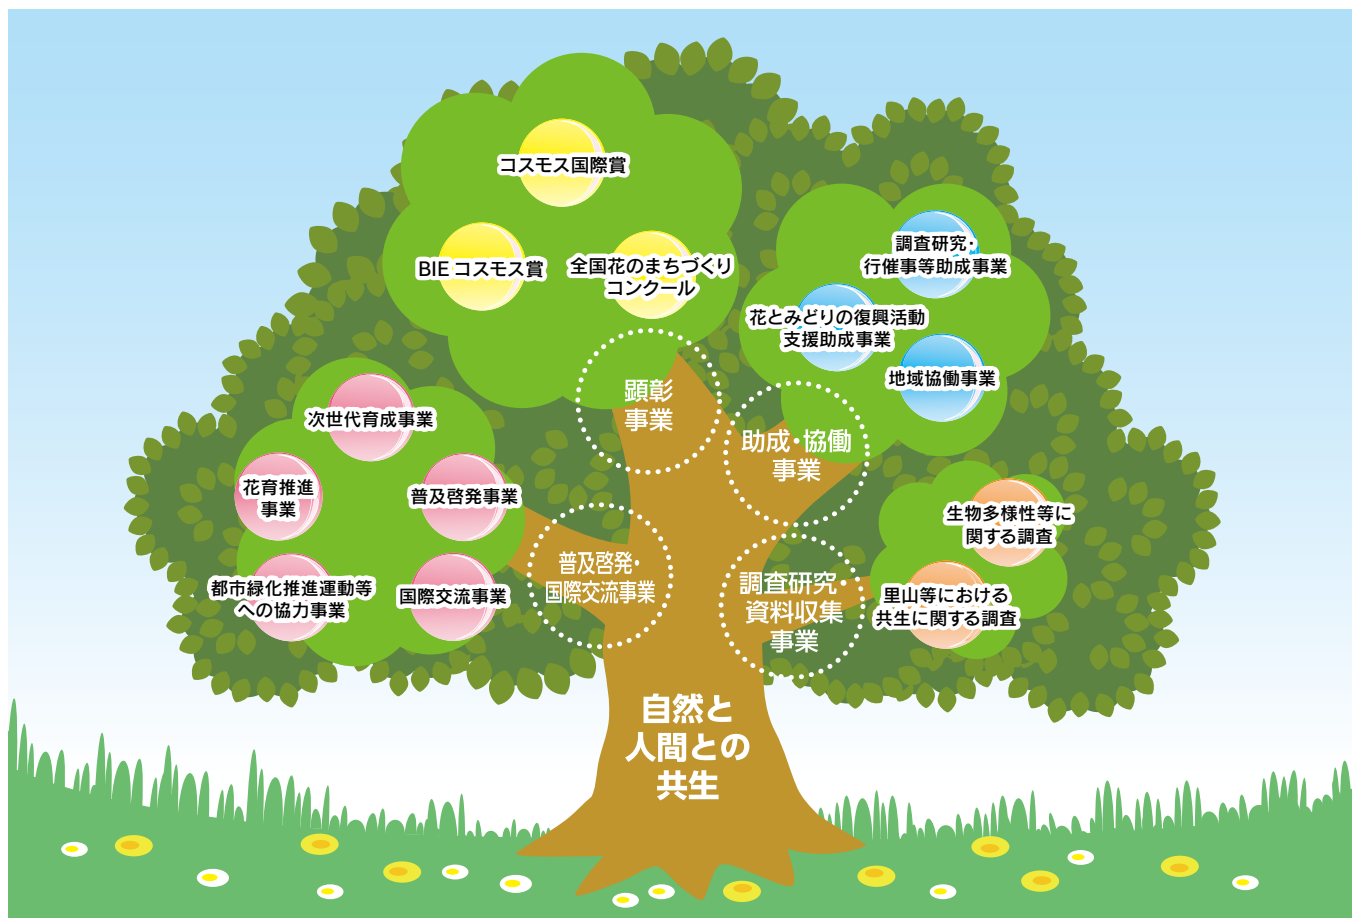 コスモス国際賞
BIE コスモス賞
全国花のまちづくり
コンクール
調査研究・
行催事等助成事業
花とみどりの復興活動
支援助成事業
地域協働事業
顕彰
事業
助成・協働
事業
次世代育成事業
花育推進
事業
普及啓発事業
都市緑化推進運動等
への協力事業
国際交流事業
普及啓発・
国際交流事業
調査研究・
資料収集
事業
生物多様性等に
関する調査
里山等における
共生に関する調査
自然と
人間との
共生